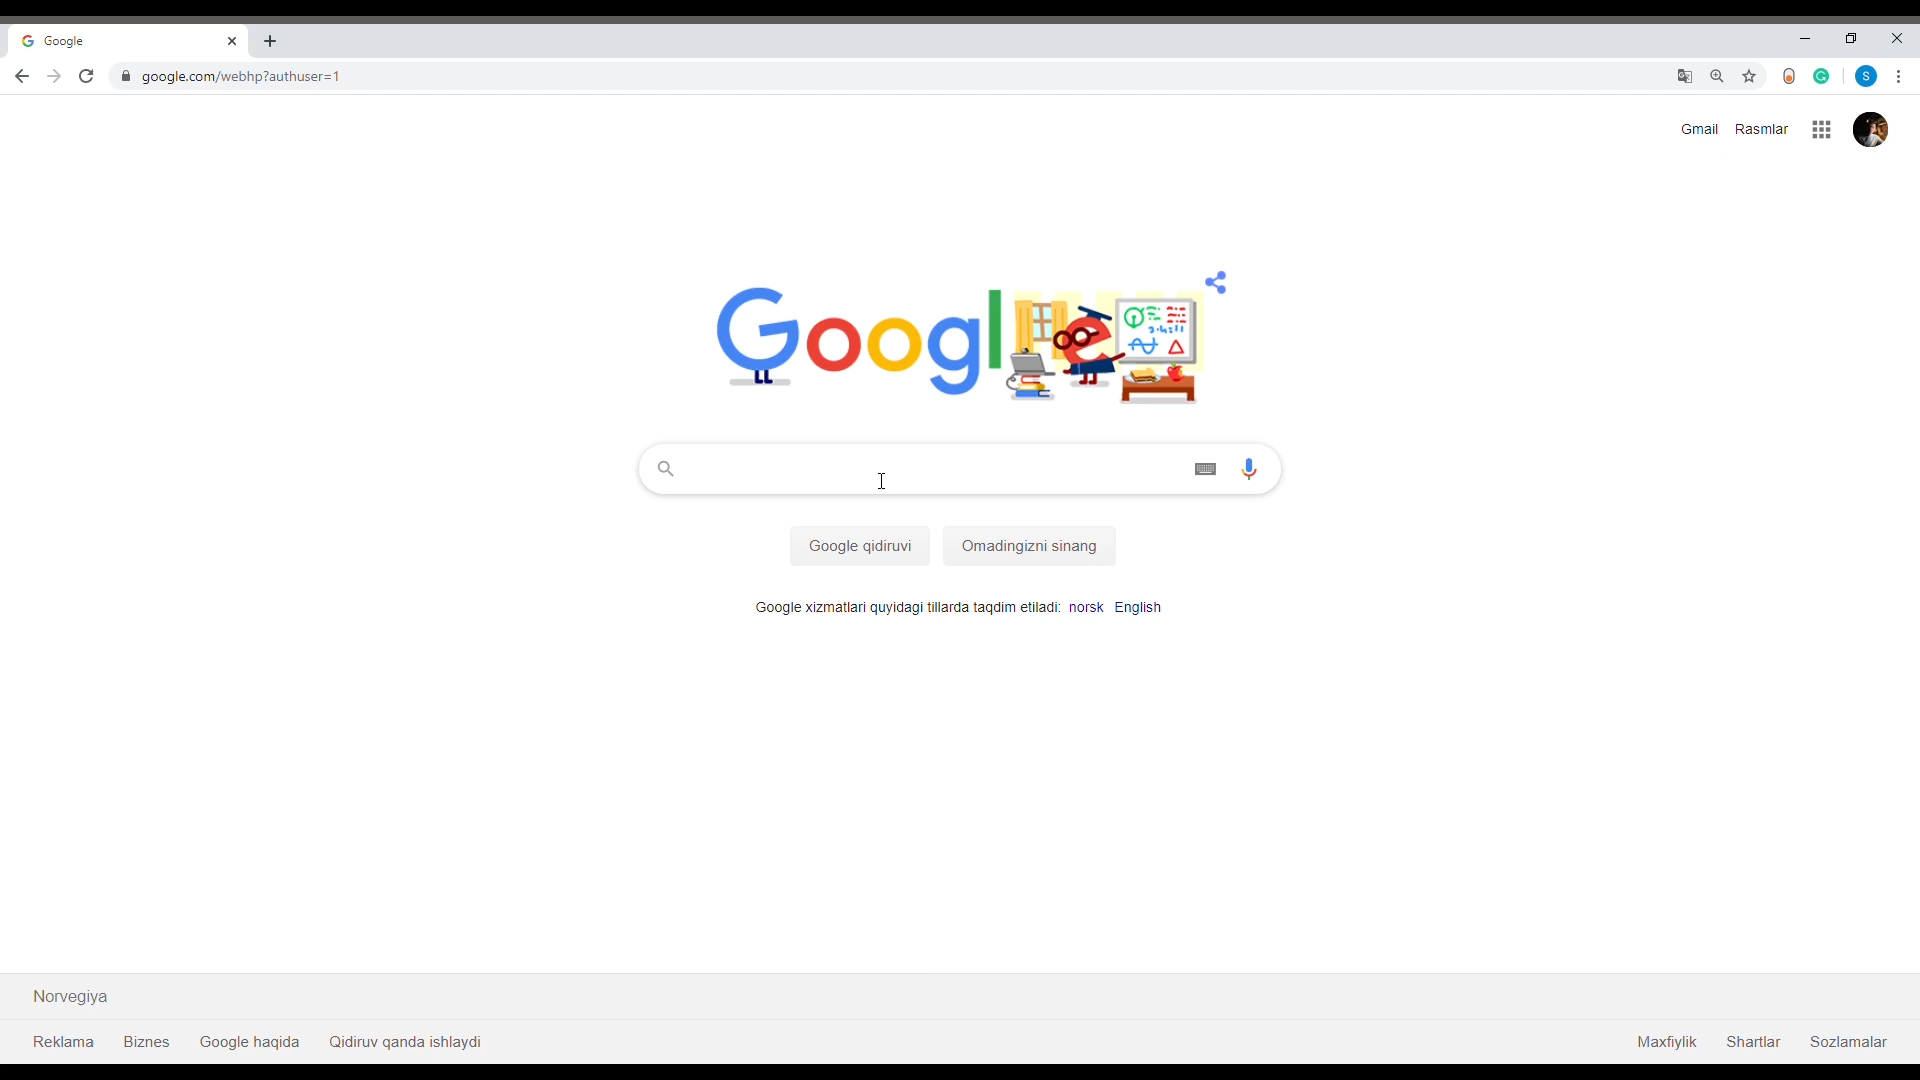 Google
google.com/webhp?authuser=1
S
Gmail Rasmlar
Google
Google qidiruvi Omadingizni sinang
Google xizmatlari quyidagi tillarda taqdim etiladi: norsk English
Norvegiya
Reklama Biznes Google haqida Qidiruv qanda ishlaydi Maxfiylik Shartlar Sozlamalar